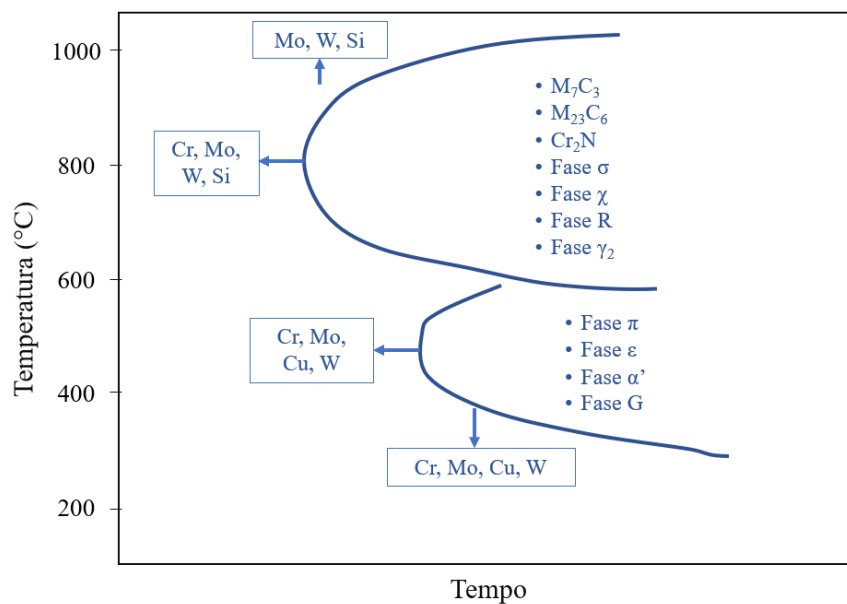 Temperatura (°C)
1000
800
600
400
200
Mo, W, Si
Cr, Mo,
W, Si
• M₇C₃
• M₂₃C₆
• Cr₂N
• Fase σ
• Fase χ
• Fase R
• Fase γ₂
Cr, Mo,
Cu, W
• Fase π
• Fase ε
• Fase α’
• Fase G
Cr, Mo, Cu, W
Tempo